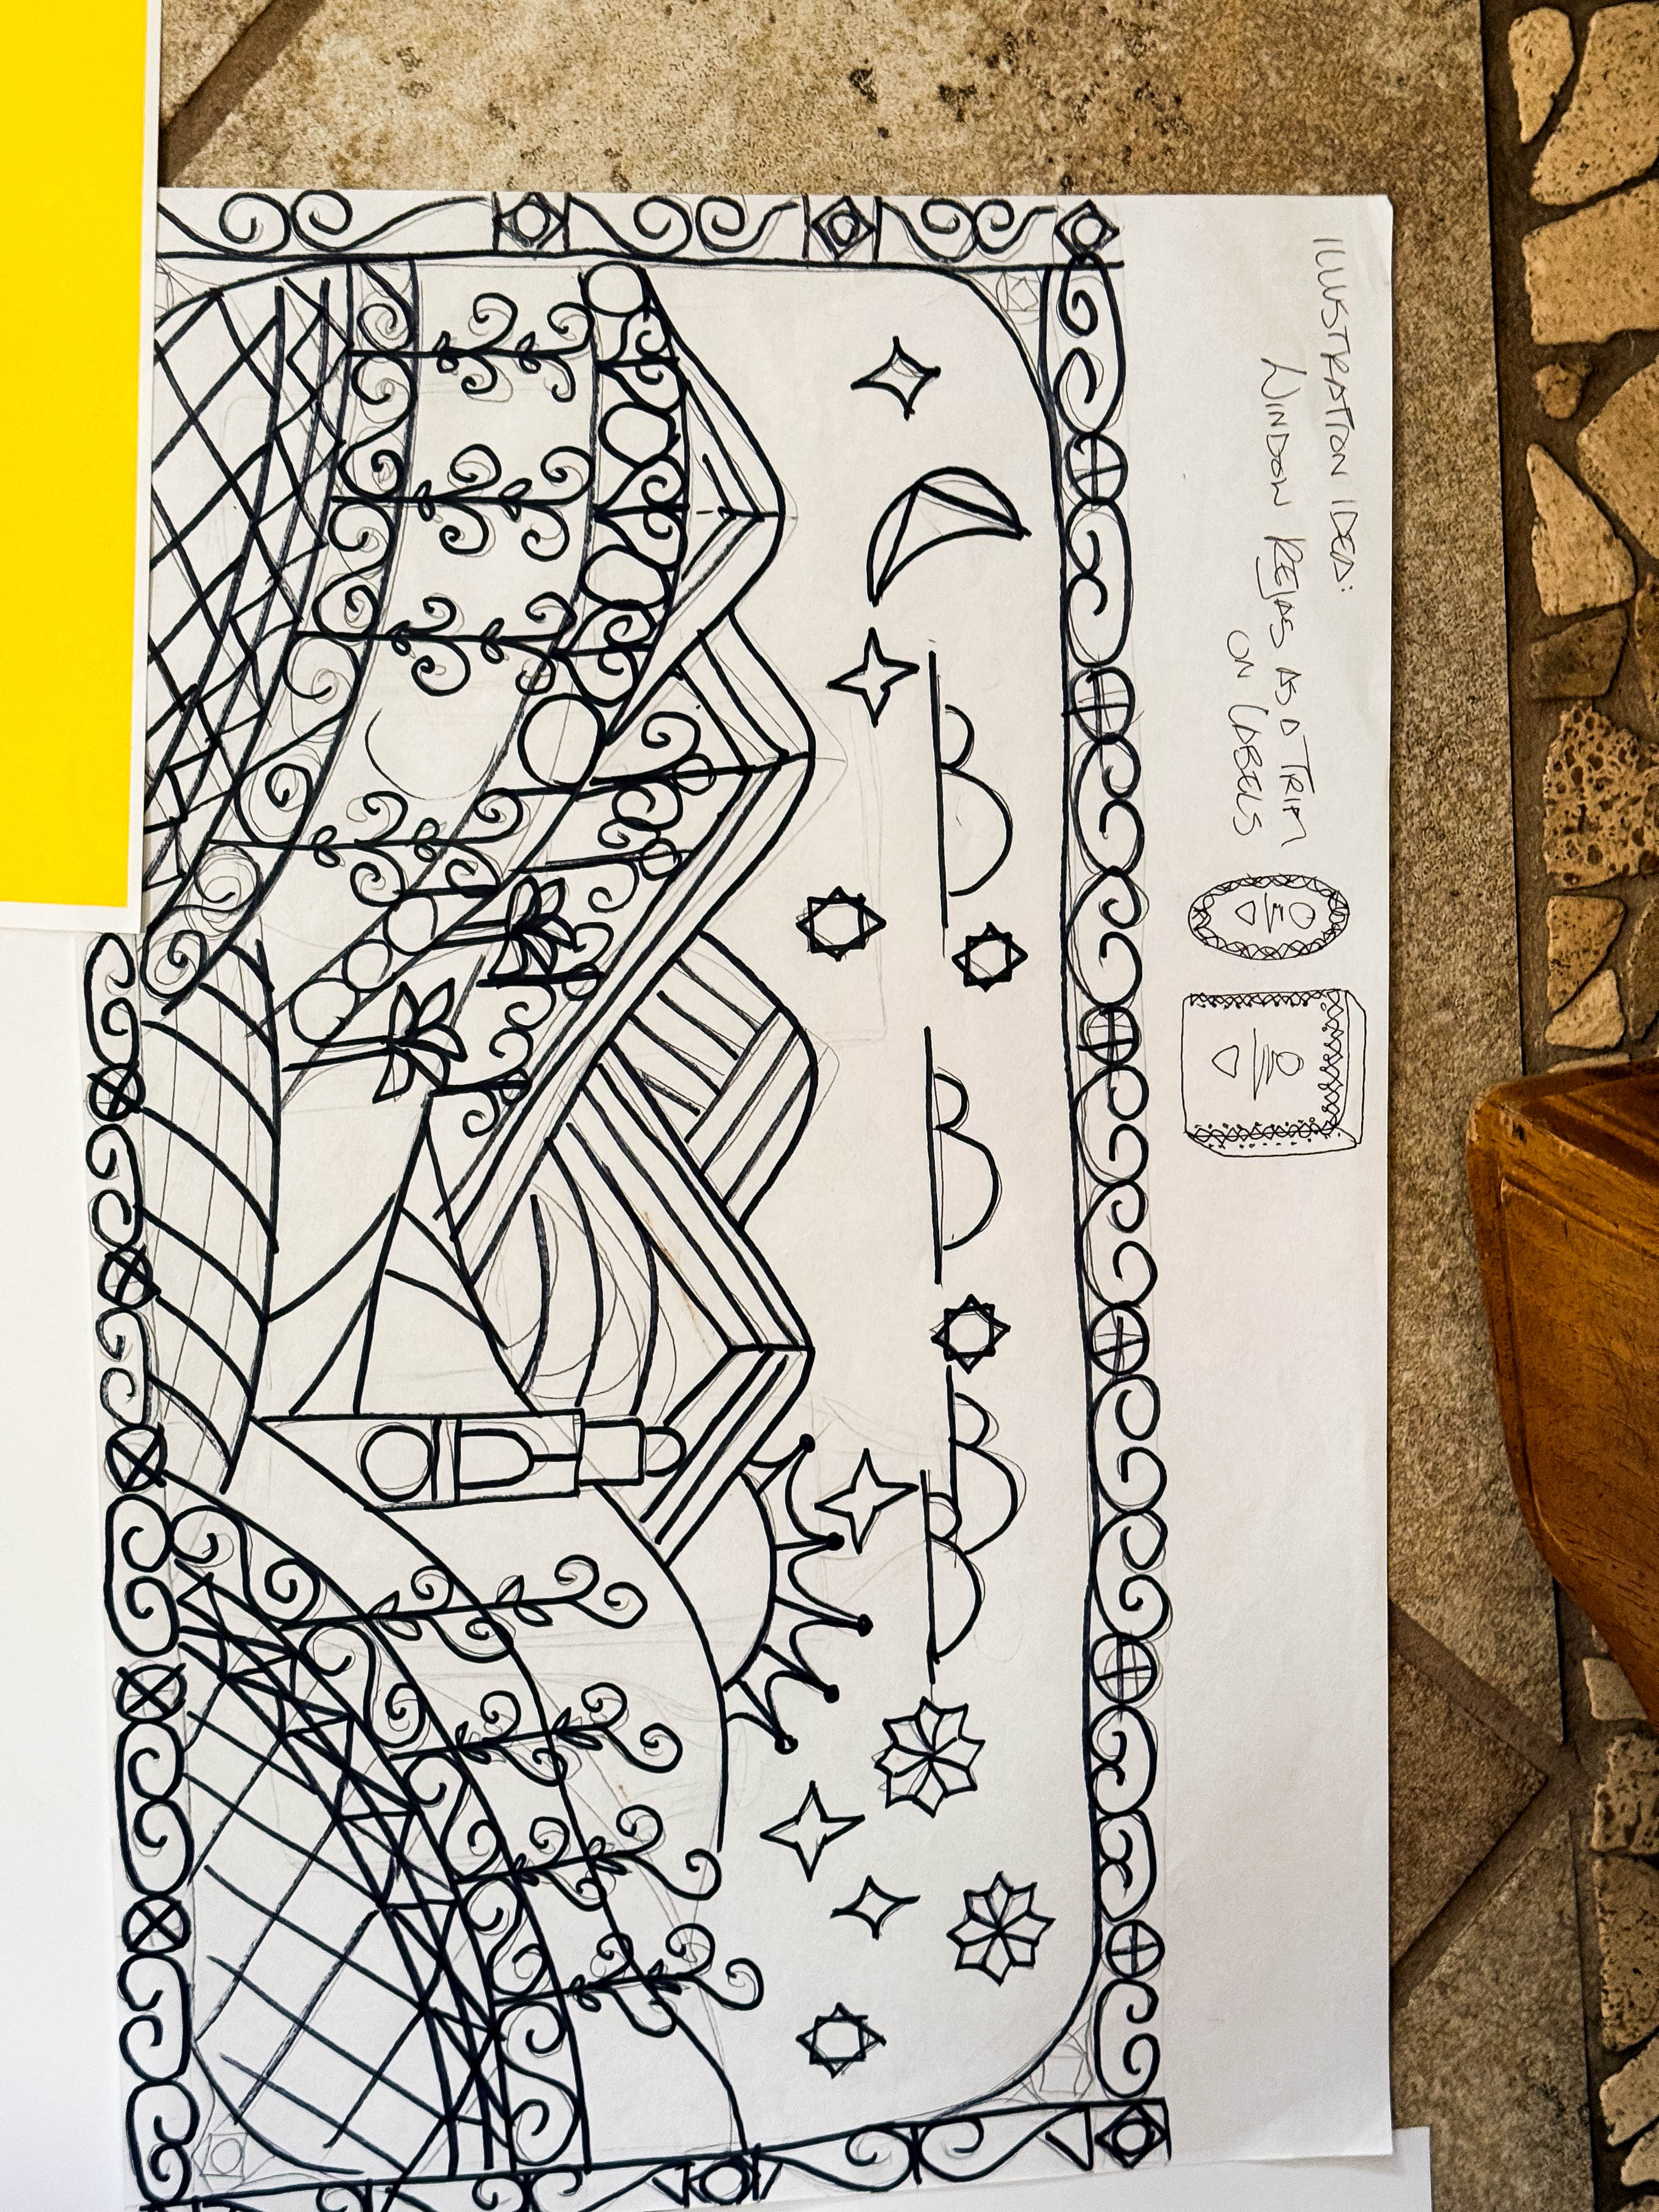 ILLUSTRATION IDEA:
WINDOW REJAS AS A TRIM
ON LABELS